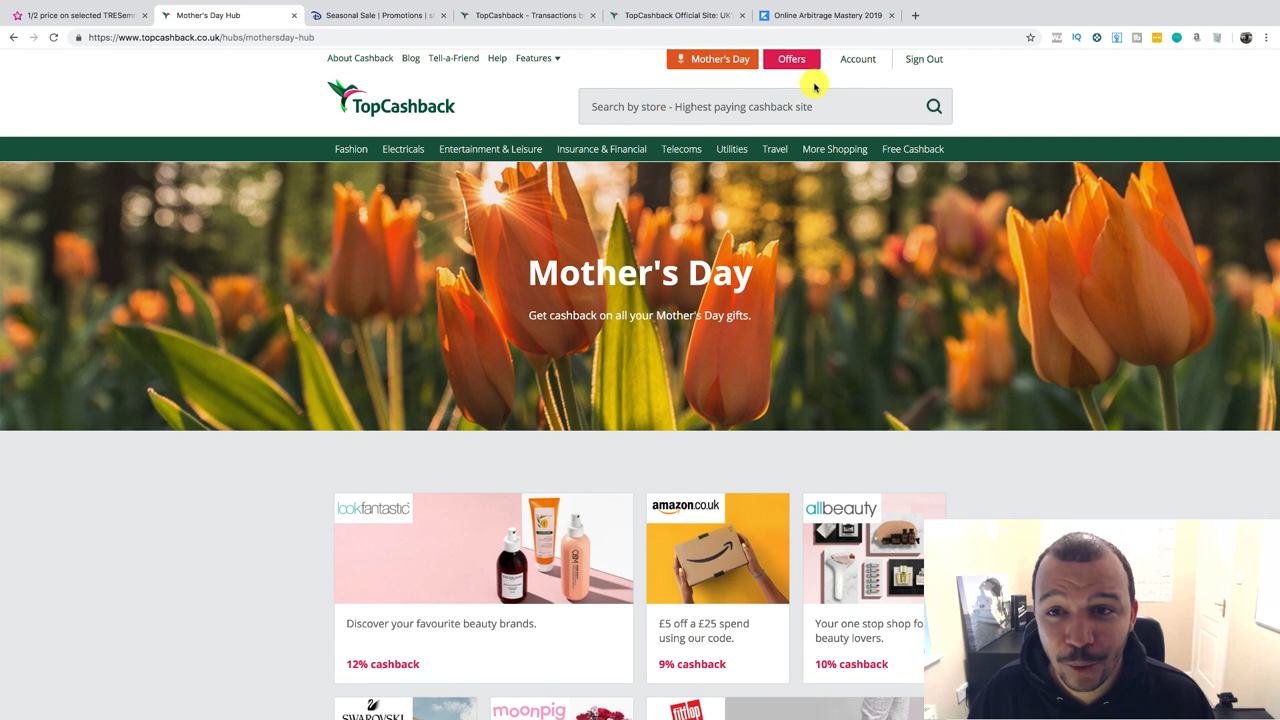 1/2 price on selected TRESemm
Mother's Day Hub
Seasonal Sale | Promotions | sh
TopCashback - Transactions by
TopCashback Official Site: UK'
Online Arbitrage Mastery 2019
https://www.topcashback.co.uk/hubs/mothersday-hub
About Cashback Blog Tell-a-Friend Help Features
Mother's Day Offers Account Sign Out
TopCashback
Search by store - Highest paying cashback site
Fashion Electricals Entertainment & Leisure Insurance & Financial Telecoms Utilities Travel More Shopping Free Cashback
Mother's Day
Get cashback on all your Mother's Day gifts.
lookfantastic
Discover your favourite beauty brands.
12% cashback
amazon.co.uk
£5 off a £25 spend
using our code.
9% cashback
allbeauty
Your one stop shop fo
beauty lovers.
10% cashback
SWAROVSKI
moonpig
fitflop